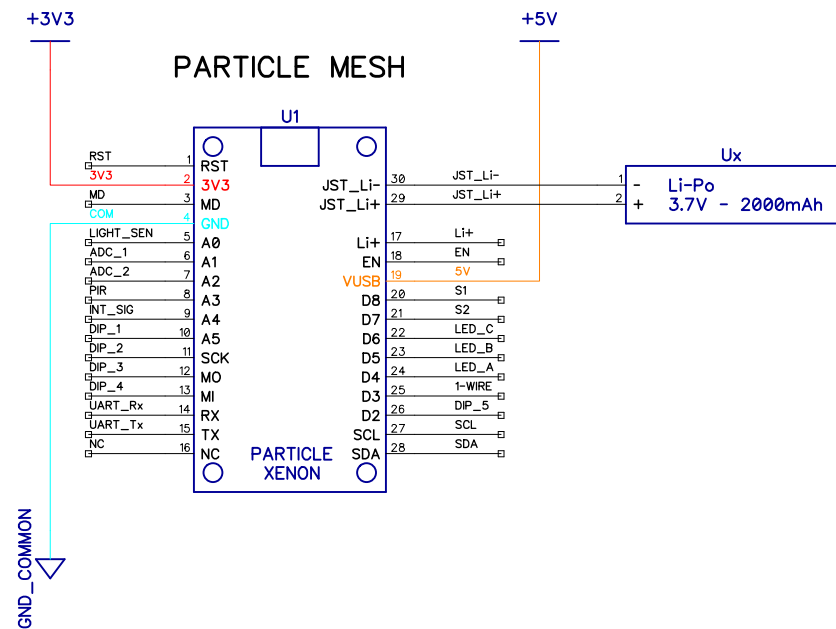 +3V3
+5V
PARTICLE MESH
U1
RST 1 RST
3V3 2 3V3
MD 3 MD
COM 4 GND
LIGHT_SEN 5 A0
ADC_1 6 A1
ADC_2 7 A2
PIR 8 A3
INT_SIG 9 A4
DIP_1 10 A5
DIP_2 11 SCK
DIP_3 12 MO
DIP_4 13 MI
UART_Rx 14 RX
UART_Tx 15 TX
NC 16 NC
JST_Li- 30 JST_Li-
JST_Li+ 29 JST_Li+
Li+ 17 Li+
EN 18 EN
VUSB 19 5V
D8 20 S1
D7 21 S2
D6 22 LED_C
D5 23 LED_B
D4 24 LED_A
D3 25 1-WIRE
D2 26 DIP_5
SCL 27 SCL
SDA 28 SDA
PARTICLE
XENON
Ux
1 - Li-Po
2 + 3.7V - 2000mAh
GND_COMMON